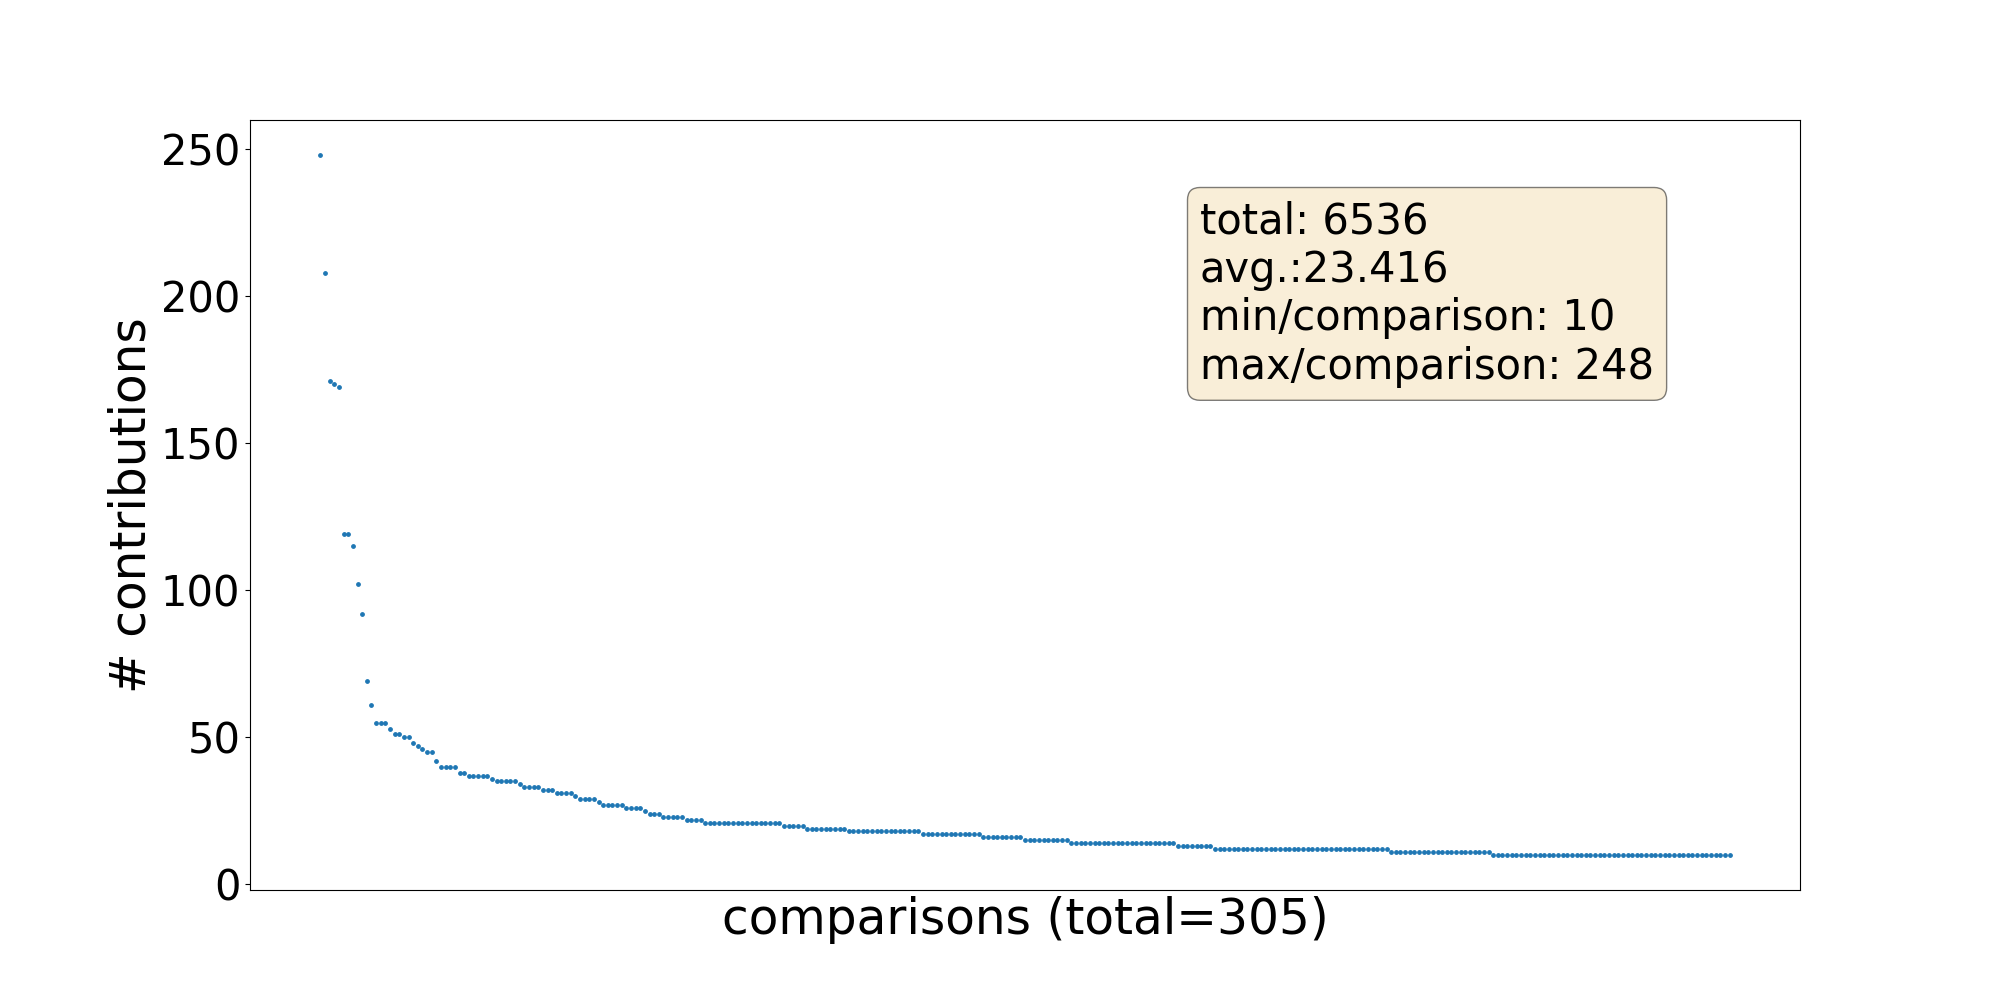 250
200
150
100
50
0
# contributions
total: 6536
avg.:23.416
min/comparison: 10
max/comparison: 248
comparisons (total=305)